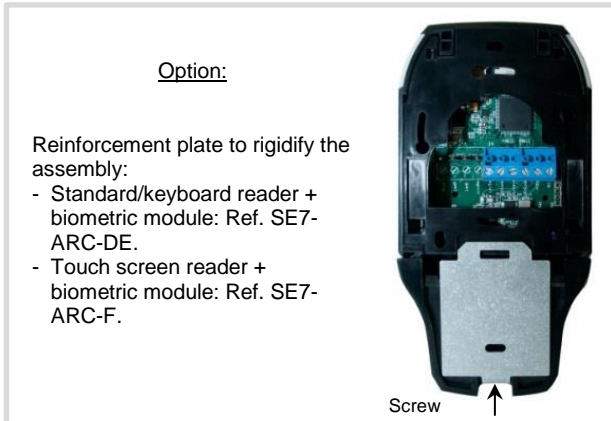 Option:
Reinforcement plate to rigidify the
assembly:
- Standard/keyboard reader +
biometric module: Ref. SE7-
ARC-DE.
- Touch screen reader +
biometric module: Ref. SE7-
ARC-F.
Screw